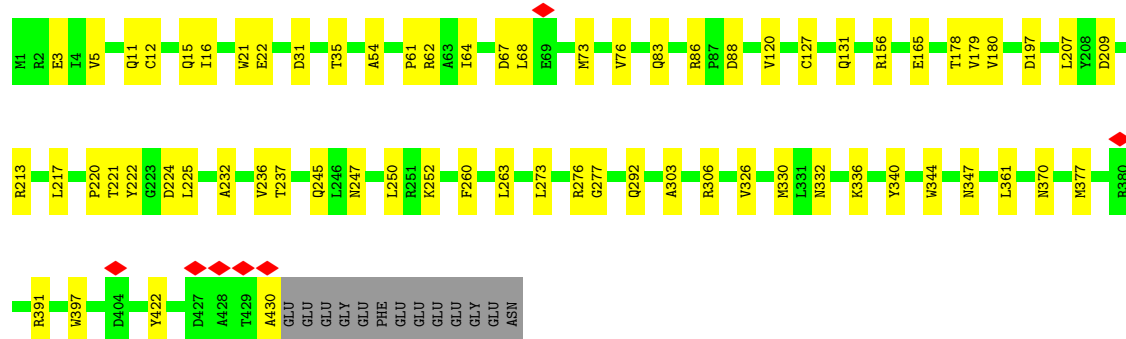 M1 R2 E3 I4 V5 Q11 C12 Q15 I16 W21 E22 D31 T35 A54 P61 R62 A63 I64 D67 L68 E69 M73 V76 Q83 R86 P87 D88 V120 C127 Q131 R156 E165 T178 V179 V180 D197 L207 Y208 D209
R213 L217 P220 T221 Y222 G223 D224 L225 A232 V236 T237 Q245 L246 N247 L250 R251 K252 F260 L263 L273 R276 G277 Q292 A303 R306 V326 M330 L331 N332 K336 Y340 W344 N347 L361 N370 M377 R380
R391 W397 D404 Y422 D427 A428 T429 A430 GLU GLU GLU GLY GLU PHE GLU GLU GLU GLY GLU ASN